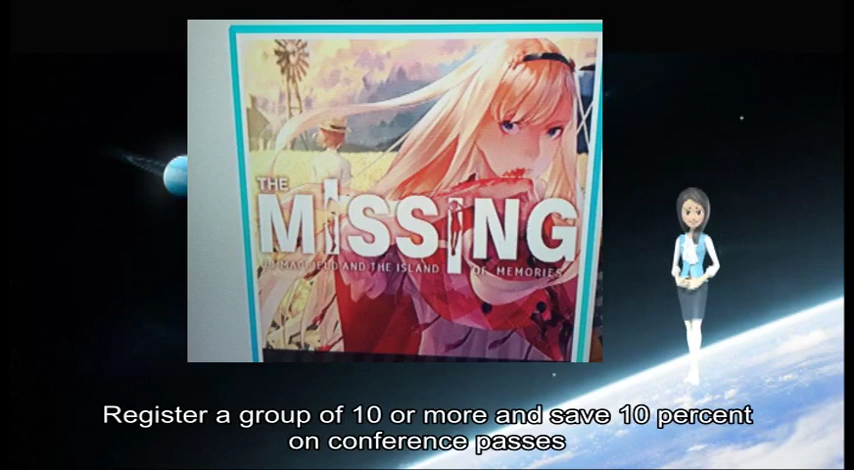 THE
MISSING
AND THE ISLAND OF MEMORIES
Register a group of 10 or more and save 10 percent
on conference passes